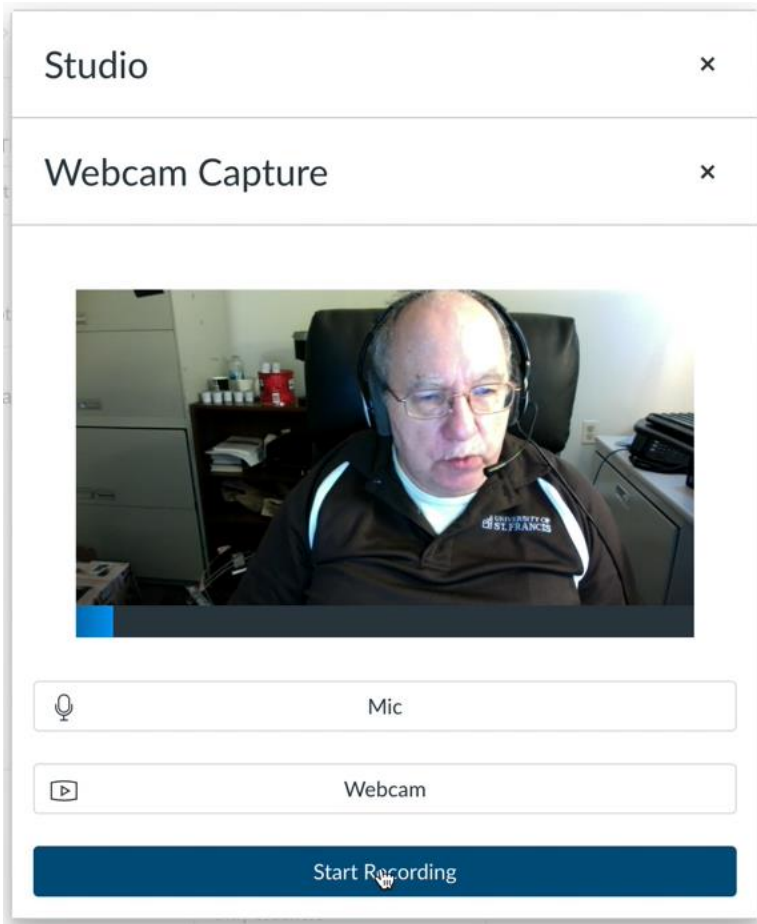 Studio
Webcam Capture
UNIVERSITY OF
ST. FRANCIS
Mic
Webcam
Start Recording